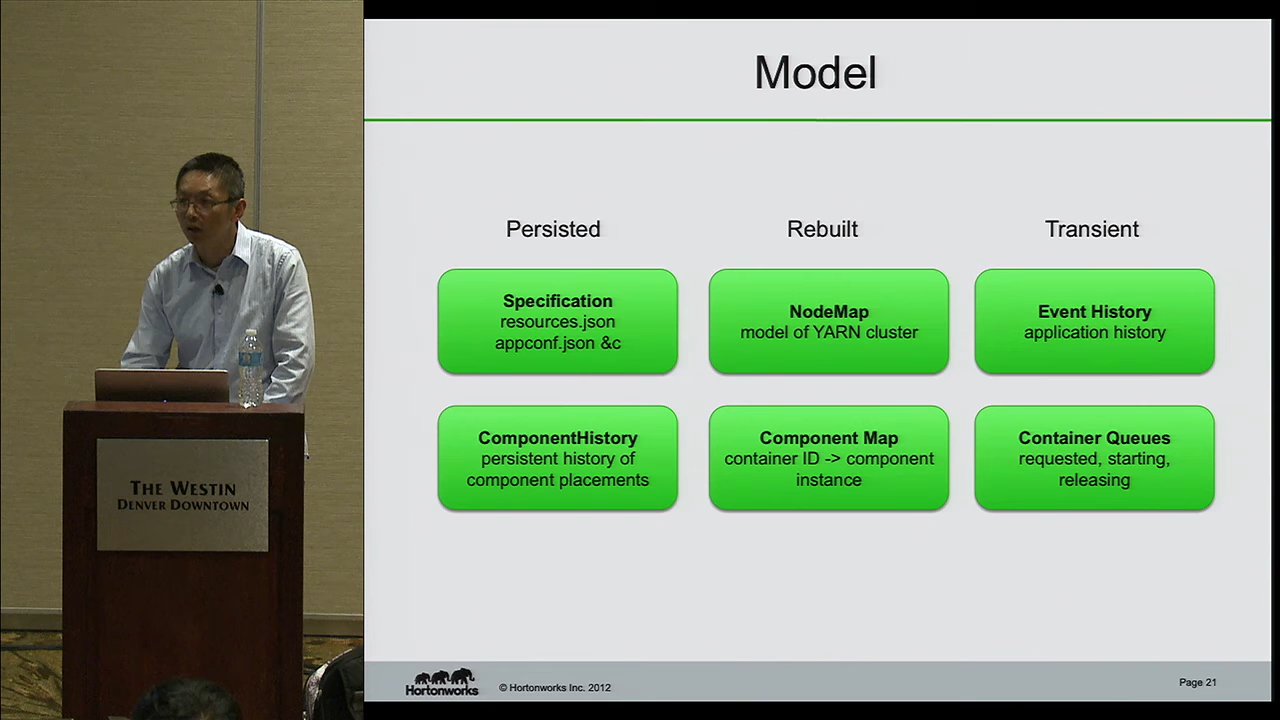 Model
Persisted
Rebuilt
Transient
Specification
resources.json
appconf.json &c
NodeMap
model of YARN cluster
Event History
application history
ComponentHistory
persistent history of
component placements
Component Map
container ID -> component
instance
Container Queues
requested, starting,
releasing
THE WESTIN
DENVER DOWNTOWN
Hortonworks
© Hortonworks Inc. 2012
Page 21